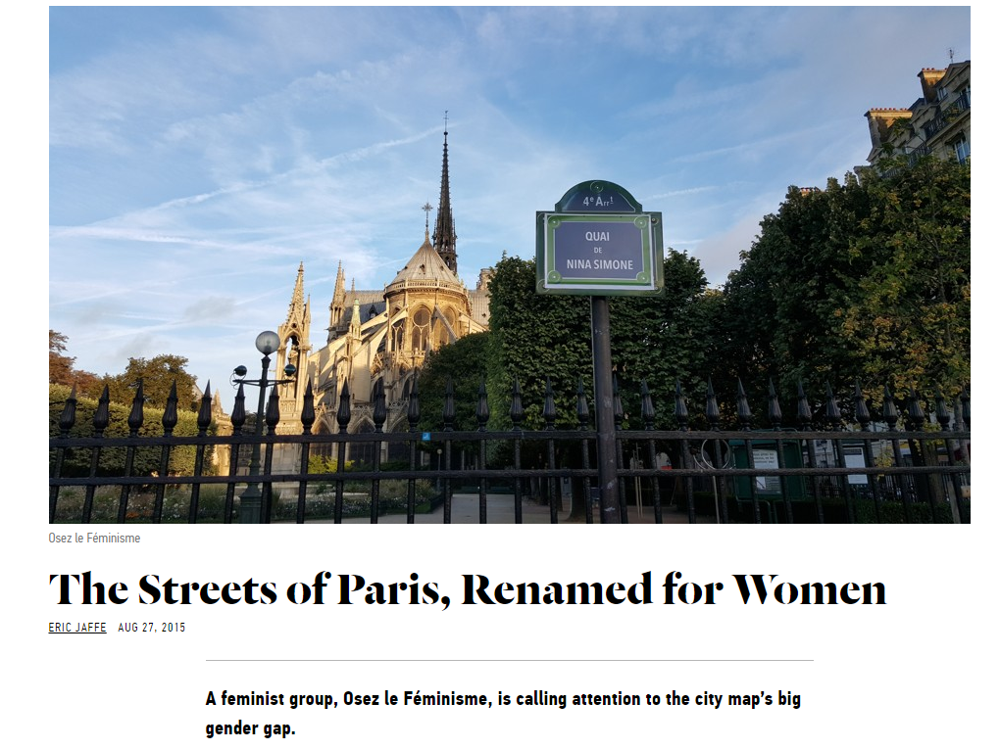 4e Arrt
QUAI
DE
NINA SIMONE
Osez le Féminisme
The Streets of Paris, Renamed for Women
ERIC JAFFE AUG 27, 2015
A feminist group, Osez le Féminisme, is calling attention to the city map’s big
gender gap.